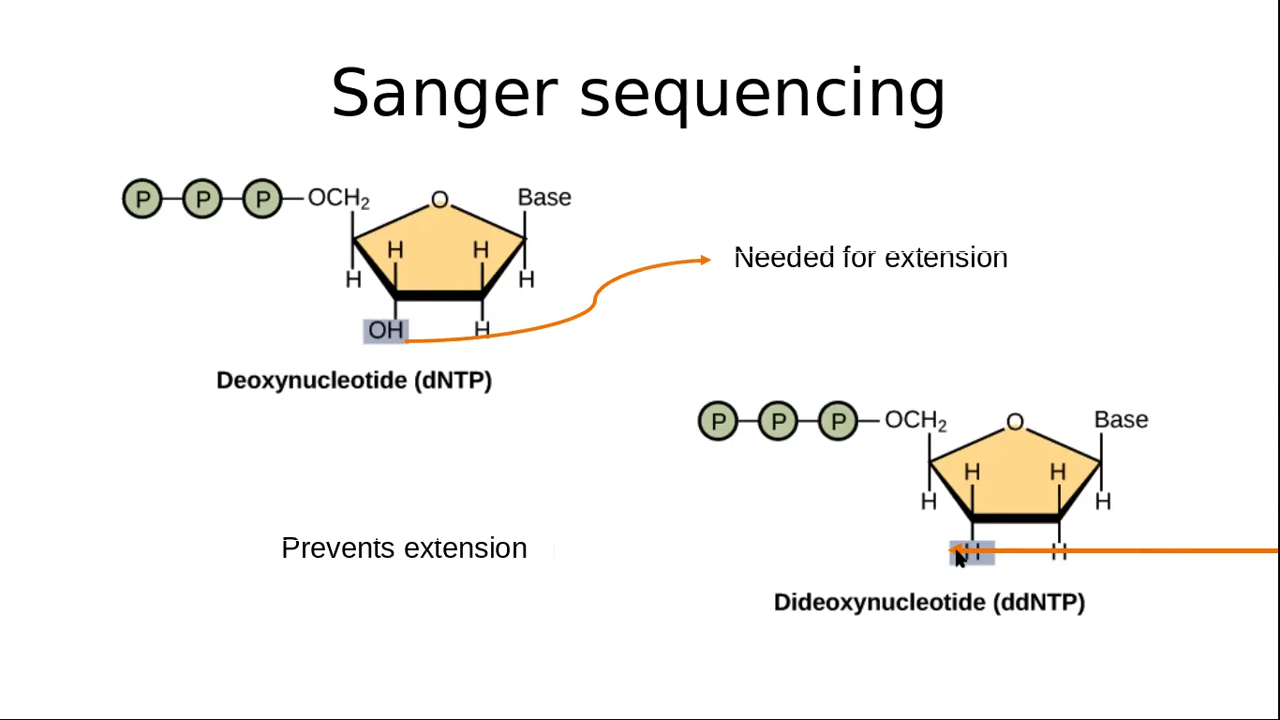 Sanger sequencing
P P P OCH₂ O Base
H H
H H
OH H
Needed for extension
Deoxynucleotide (dNTP)
P P P OCH₂ O Base
H H
H H
H H
Prevents extension
Dideoxynucleotide (ddNTP)